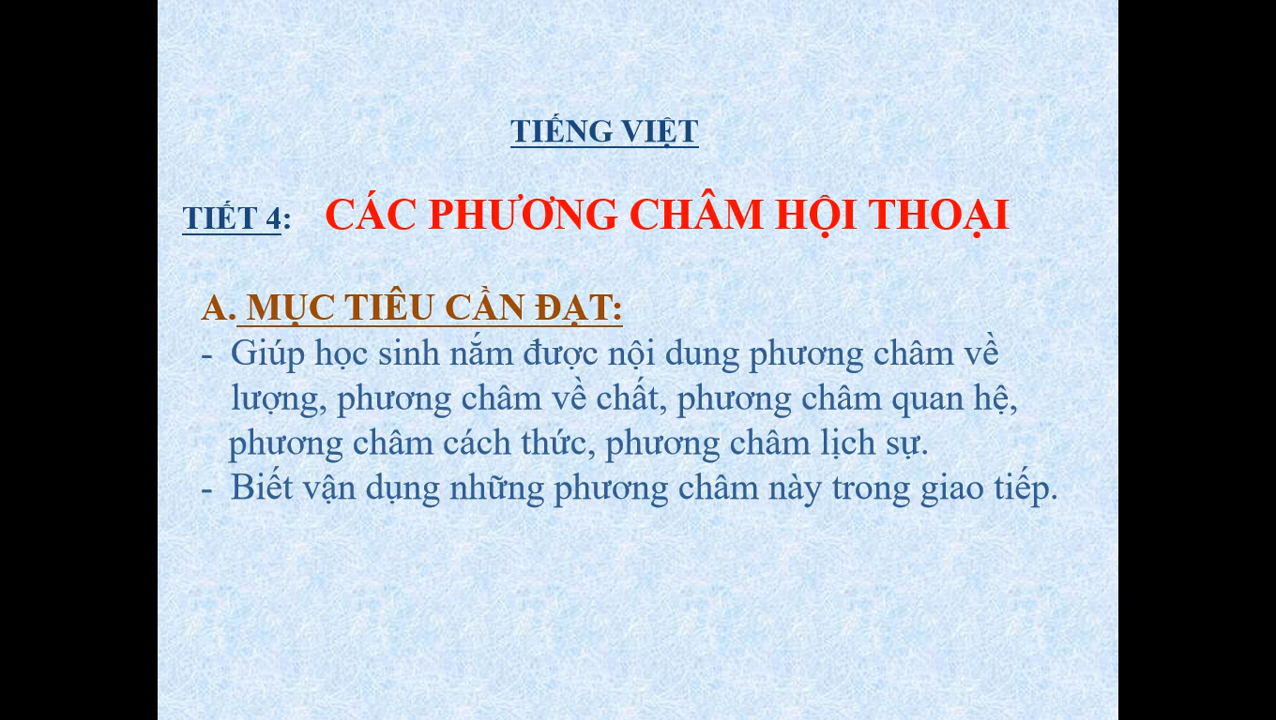 TIẾNG VIỆT
TIẾT 4: CÁC PHƯƠNG CHÂM HỘI THOẠI
A. MỤC TIÊU CẦN ĐẠT:
- Giúp học sinh nắm được nội dung phương châm về
lượng, phương châm về chất, phương châm quan hệ,
phương châm cách thức, phương châm lịch sự.
- Biết vận dụng những phương châm này trong giao tiếp.